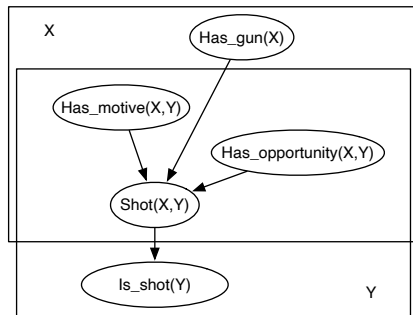 X
Has_gun(X)
Has_motive(X,Y)
Has_opportunity(X,Y)
Shot(X,Y)
Is_shot(Y)
Y